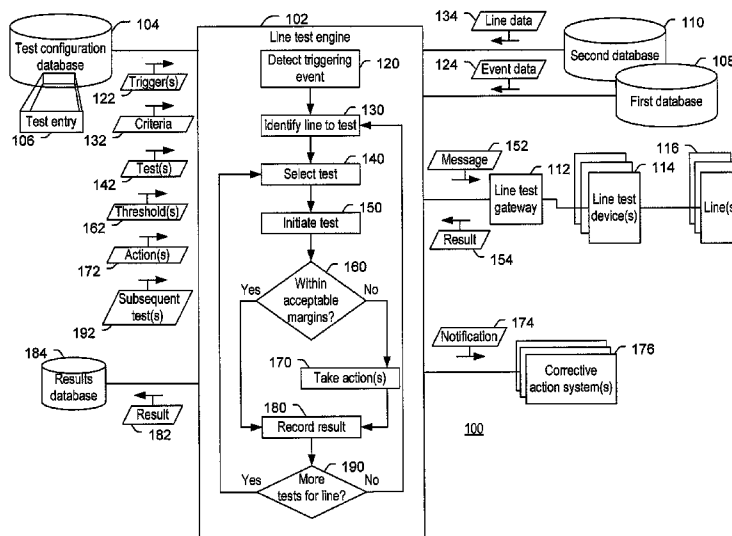 104
Test configuration
database
Trigger(s)
122
Test entry
106
Criteria
132
Test(s)
142
Threshold(s)
162
Action(s)
172
Subsequent
test(s)
192
184
Results
database
Result
182
102
Line test engine
Detect triggering
event
120
130
Identify line to test
140
Select test
150
Initiate test
160
Yes
Within
acceptable
margins?
No
170
Take action(s)
180
Record result
190
Yes
More
tests for line?
No
134
Line data
124
Event data
110
Second database
108
First database
152
Message
112
Line test
gateway
Result
154
114
Line test
device(s)
116
Line(s
174
Notification
176
Corrective
action system(s)
100